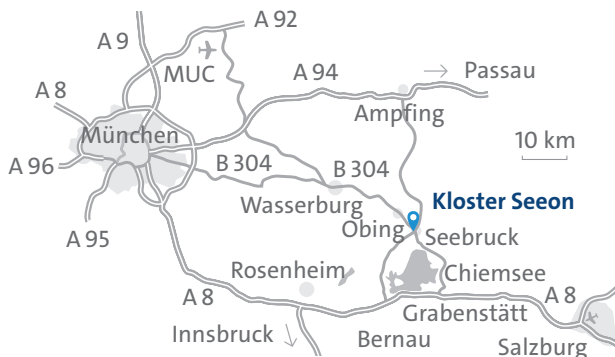 A 92
A 9
MUC
A 94
Passau
A 8
Ampfing
München
10 km
A 96
B 304
B 304
Wasserburg
Kloster Seeon
Obing
Seebruck
A 95
Rosenheim
Chiemsee
A 8
A 8
Grabenstätt
Innsbruck
Bernau
Salzburg